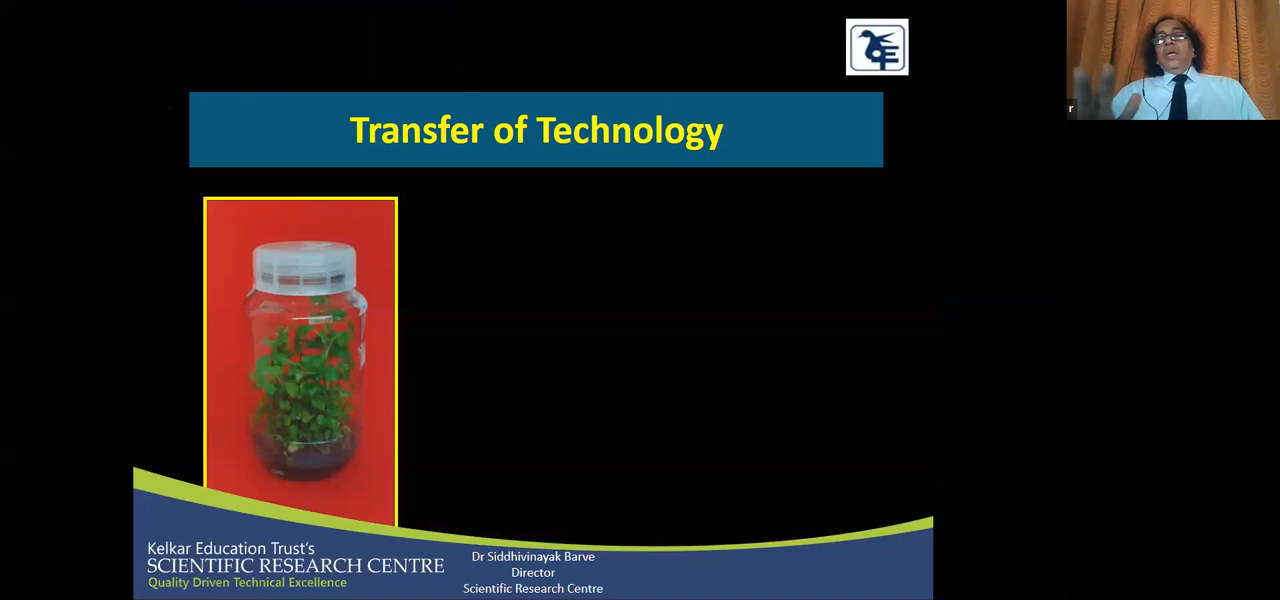 Transfer of Technology
r
Kelkar Education Trust's
SCIENTIFIC RESEARCH CENTRE
Quality Driven Technical Excellence
Dr Siddhivinayak Barve
Director
Scientific Research Centre